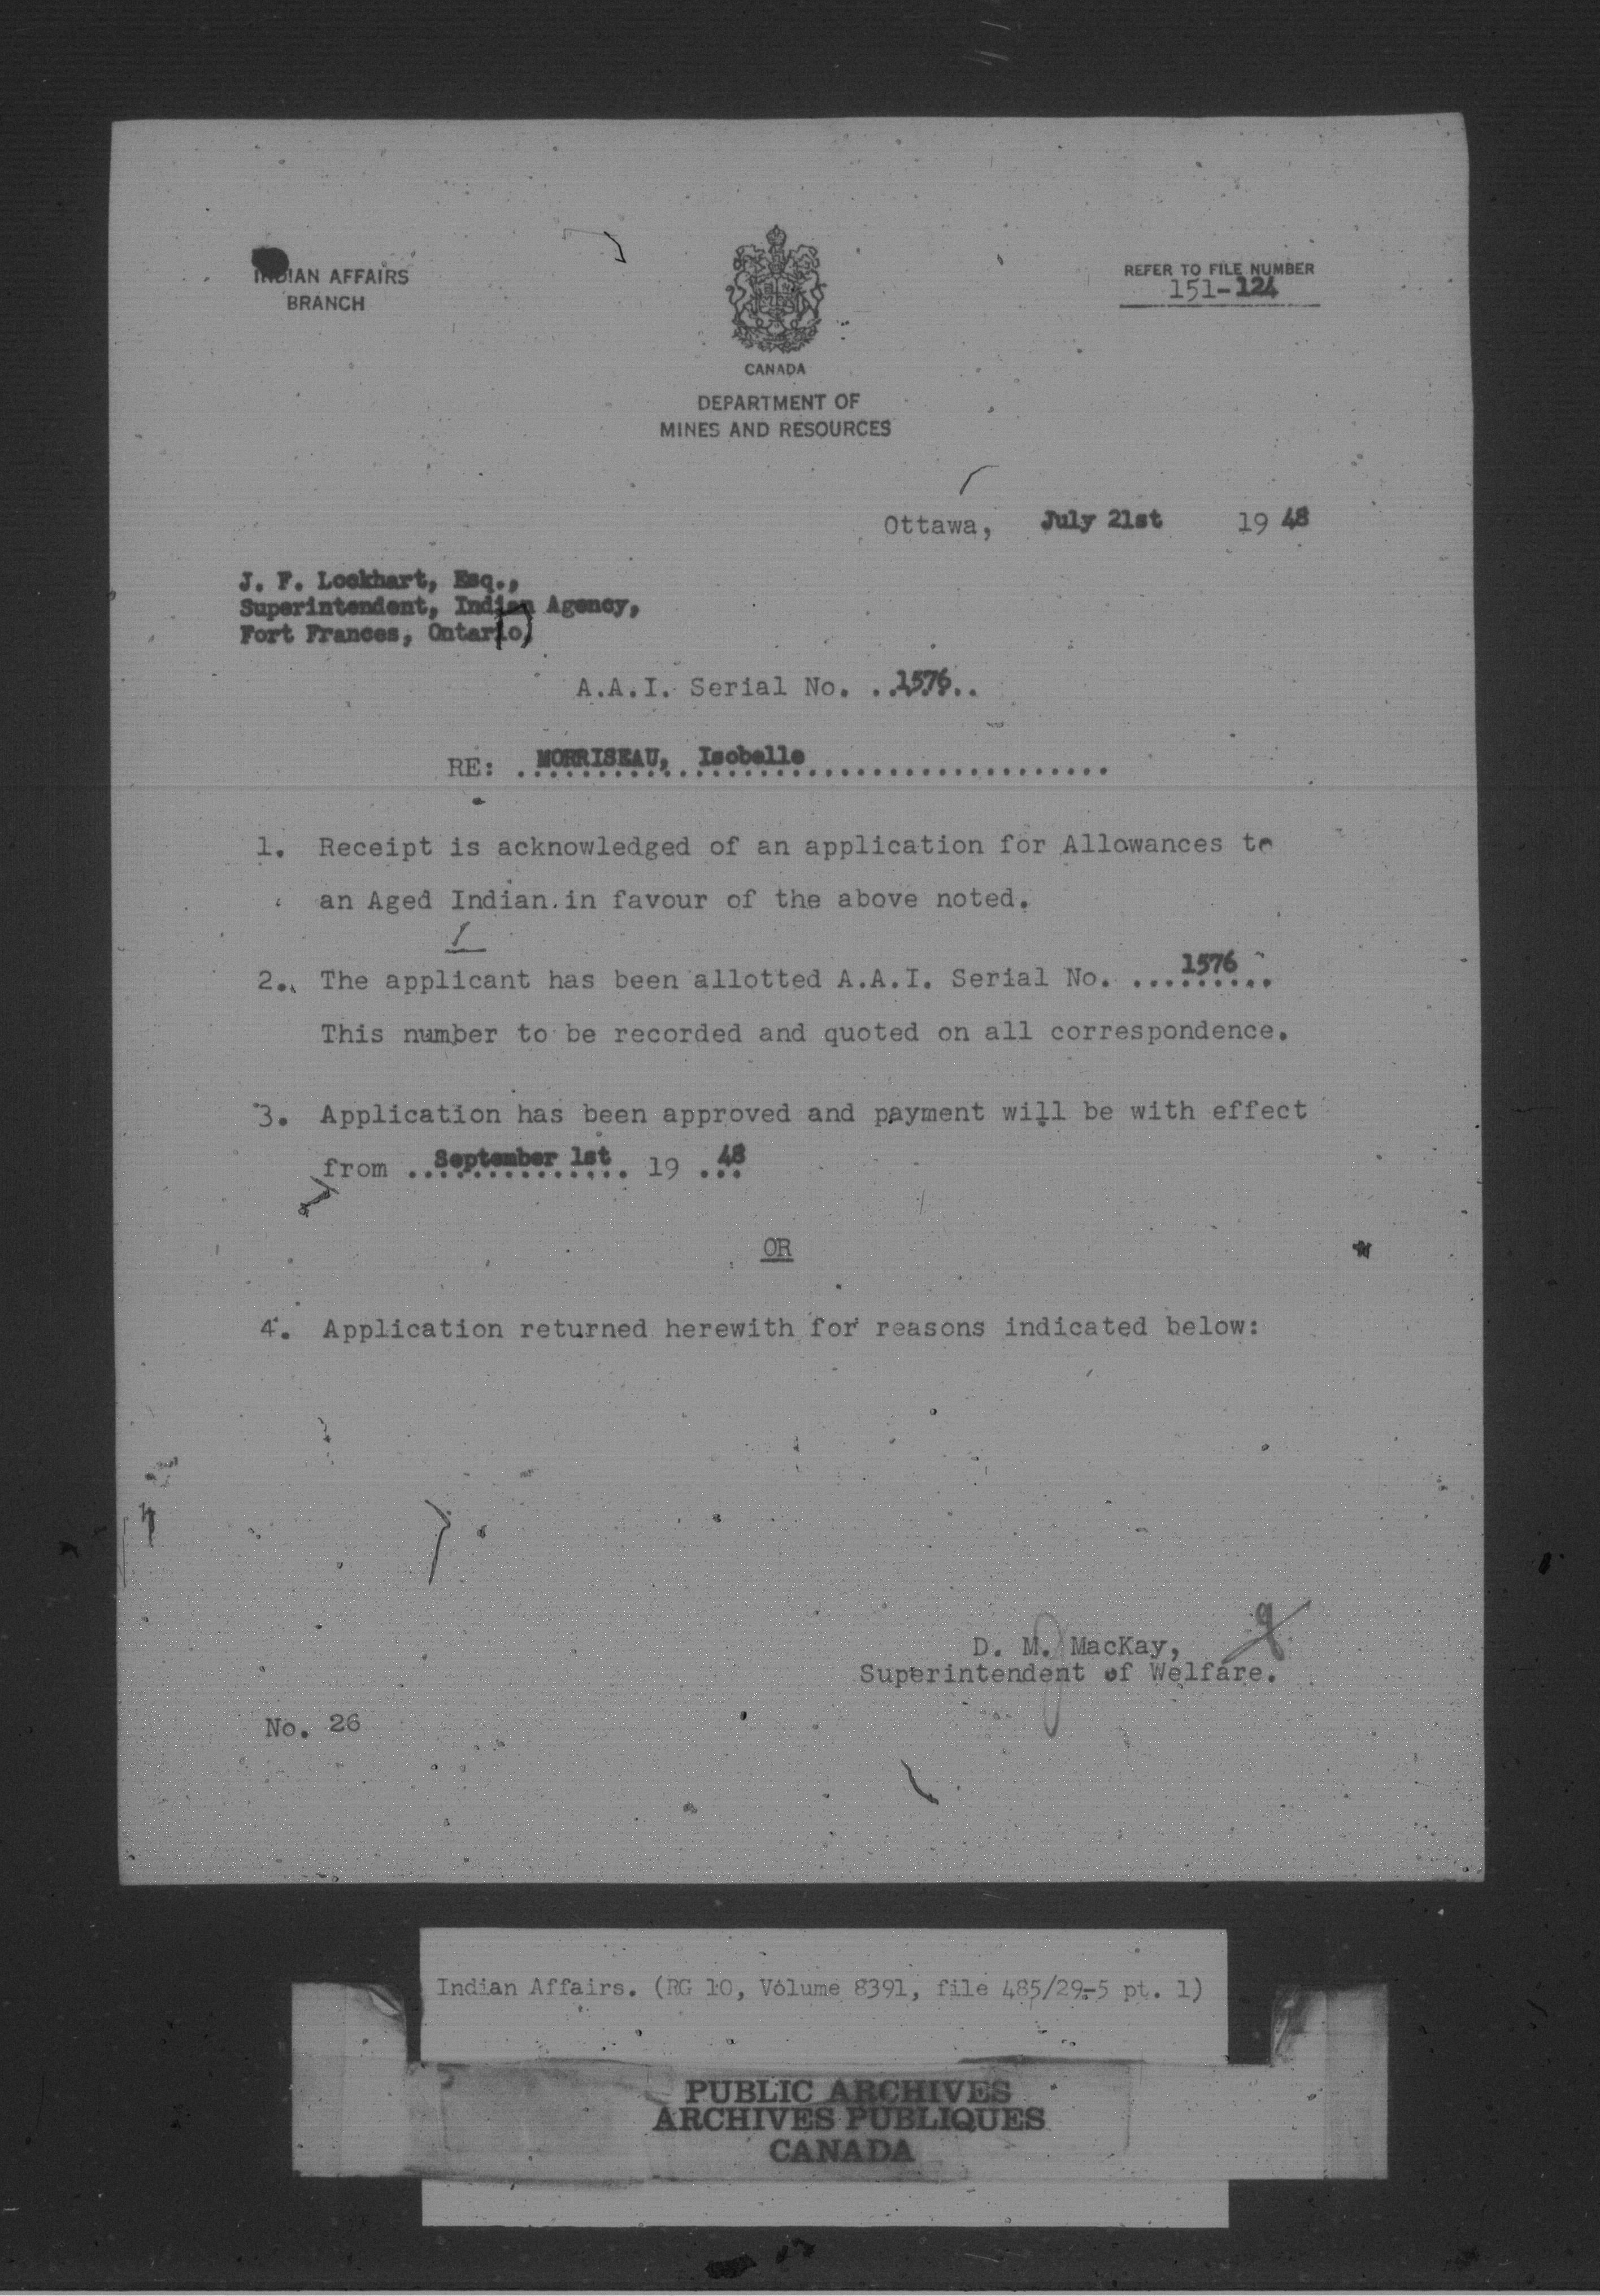 INDIAN AFFAIRS
BRANCH
REFER TO FILE NUMBER
151-124
CANADA
DEPARTMENT OF
MINES AND RESOURCES
Ottawa, July 21st 19 48
J. F. Lockhart, Esq.,
Superintendent, Indian Agency,
Fort Frances, Ontario,
A.A.I. Serial No. ..1576..
RE: MORRISEAU, Isobelle
1. Receipt is acknowledged of an application for Allowances to
an Aged Indian in favour of the above noted.
2. The applicant has been allotted A.A.I. Serial No. ...1576...
This number to be recorded and quoted on all correspondence.
3. Application has been approved and payment will be with effect
from ..September 1st.. 19 ..48
OR
4. Application returned herewith for reasons indicated below:
D. M. MacKay,
Superintendent of Welfare.
No. 26
Indian Affairs. (RG 10, Volume 8391, file 485/29-5 pt. 1)
PUBLIC ARCHIVES
ARCHIVES PUBLIQUES
CANADA